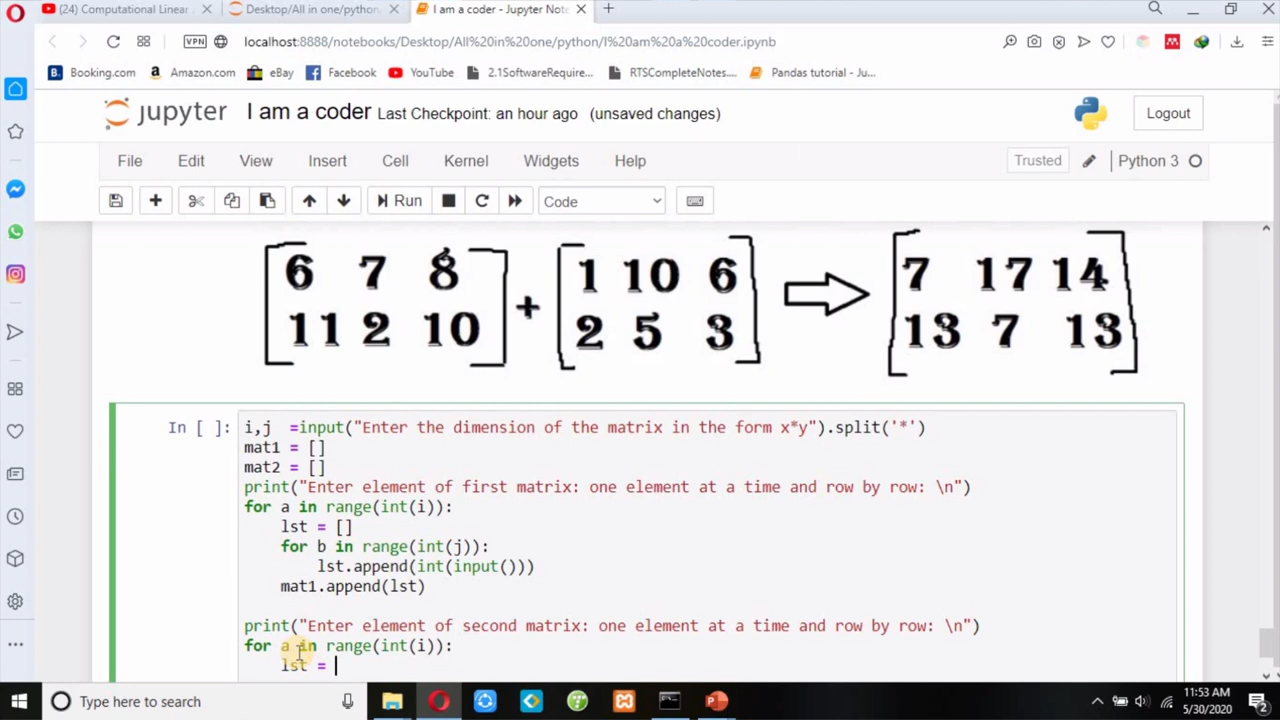 (24) Computational Linear
Desktop/All in one/python,
I am a coder - Jupyter Note
VPN
localhost:8888/notebooks/Desktop/All%20in%20one/python/I%20am%20a%20coder.ipynb
B. Booking.com
a Amazon.com
eBay
Facebook
YouTube
2.1SoftwareRequire...
RTSCompleteNotes....
Pandas tutorial - Ju...
jupyter I am a coder Last Checkpoint: an hour ago (unsaved changes)
Logout
File Edit View Insert Cell Kernel Widgets Help
Trusted
Python 3
Run
Code
6 7 8 + 1 10 6 7 17 14
11 2 10 2 5 3 13 7 13
In [ ]: i,j =input("Enter the dimension of the matrix in the form x*y").split('*')
mat1 = []
mat2 = []
print("Enter element of first matrix: one element at a time and row by row: \n")
for a in range(int(i)):
lst = []
for b in range(int(j)):
lst.append(int(input()))
mat1.append(lst)
print("Enter element of second matrix: one element at a time and row by row: \n")
for a in range(int(i)):
lst =
Type here to search
11:53 AM
5/30/2020
2